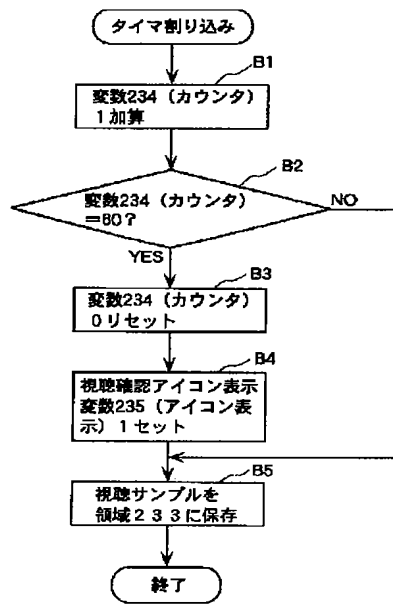 タイマ割り込み
B1
変数234（カウンタ）
１加算
B2
変数234（カウンタ）
＝60？
NO
YES
B3
変数234（カウンタ）
０リセット
B4
視聴確認アイコン表示
変数235（アイコン表
示）１セット
B5
視聴サンプルを
領域２３３に保存
終了